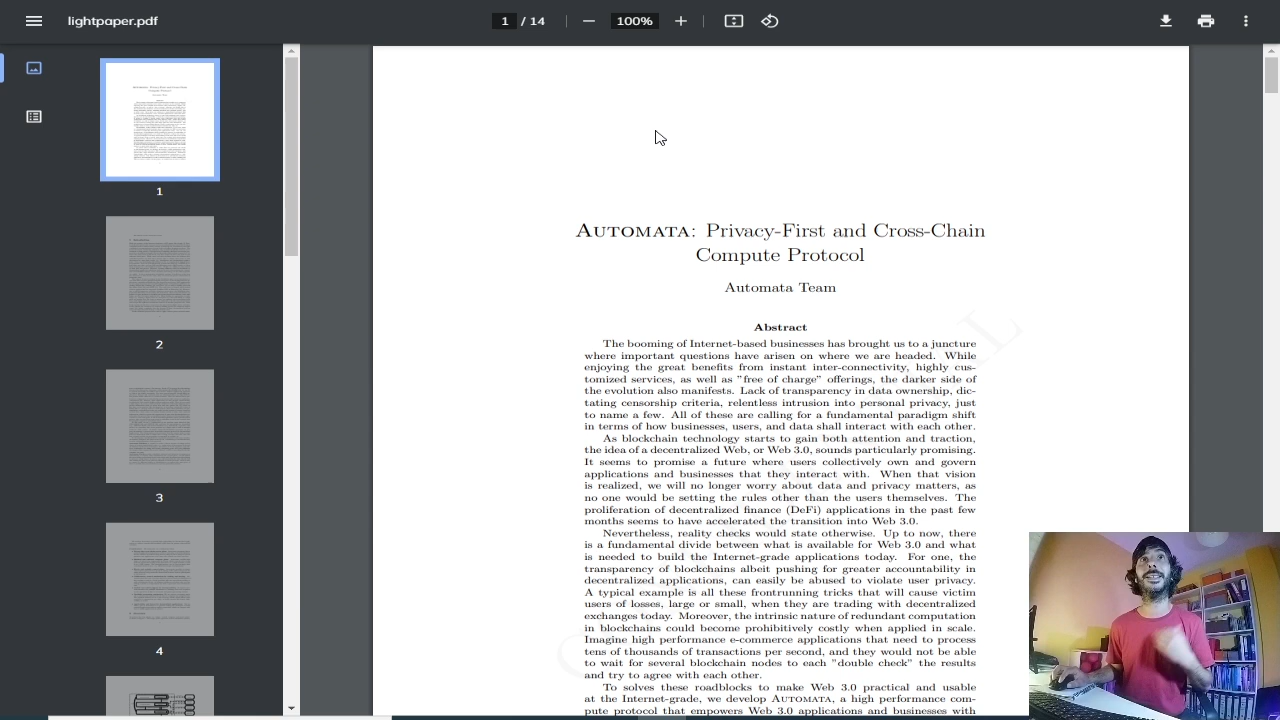 lightpaper.pdf
1 / 14
100%
1
2
3
4
AUTOMATA: Privacy-First and Cross-Chain
Compute Protocol
Automata Team
Abstract
The booming of Internet-based businesses has brought us to a juncture
where important questions have arisen on where we are headed. While
enjoying the great benefits from instant inter-connectivity, highly cus-
tomized services, as well as "free of charge" offerings, the darker side of
the evolution also manifests. Lack of transparency in data ownership, dic-
tating censorship criteria, relentless intrusion into personal privacy, just
to name a few. All of these are calling for a fundamental paradigm shift
in terms of how businesses, users, and data shall interact with each other.
As blockchain technology starts to gain both attention and traction,
the idea of a decentralized Web, or Web 3.0, sounds particularly promising.
It seems to promise a future where users collectively own and govern
applications and businesses that they interact with. When that vision
is realized, we will no longer worry about data and privacy matters, as
no one would be setting the rules other than the users themselves. The
proliferation of decentralized finance (DeFi) applications in the past few
months seems to have accelerated the transition into Web 3.0.
Nevertheless, reality checks would state otherwise. Up to now, there
is a fundamental divide between what is available for Web 3.0 and what
is needed to build the Internet-grade applications today. For one, the
transparency of blockchains albeit pushing for greater accountability in
decentralized applications, can easily be abused to violate user privacy.
A typical example is all these frontrunning tricks that will cause victim
users of losses, large or small, when they are trading with decentralized
exchanges today. Moreover, the intrinsic nature of redundant computation
in blockchains could become prohibitively costly when applied in scale.
Imagine high performance e-commerce applications that need to process
tens of thousands of transactions per second, and they would not be able
to wait for several blockchain nodes to each "double check" the results
and try to agree with each other.
To solves these roadblocks to make Web 3.0 practical and usable
at the Internet-grade, we develop AUTOMATA, a high performance com-
pute protocol that empowers Web 3.0 applications and businesses with